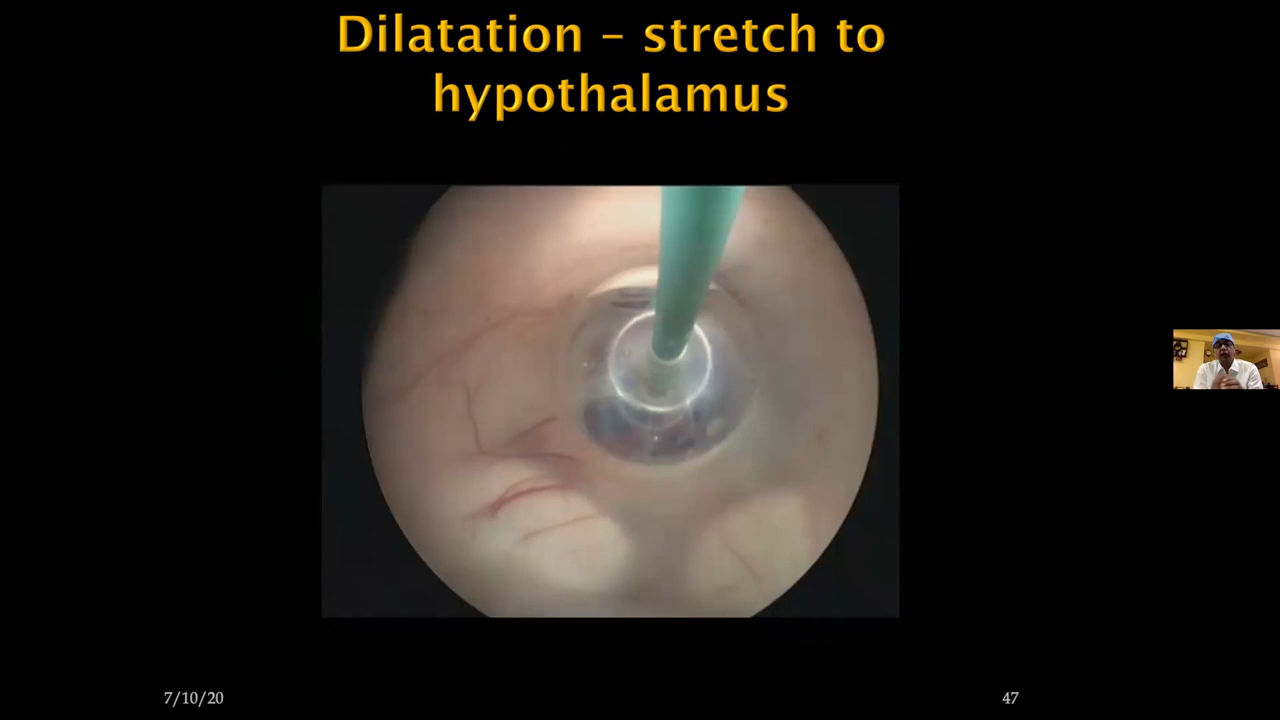 Dilatation – stretch to
hypothalamus
7/10/20
47